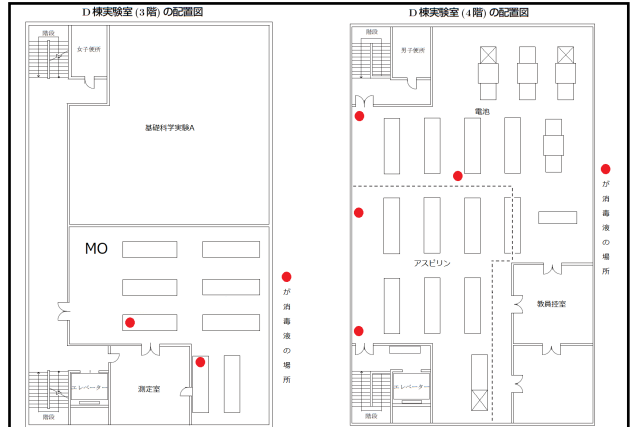 D棟実験室(3階)の配置図
階段
女子便所
基礎科学実験A
MO
エレベーター
測定室
階段
が消毒液の場所
D棟実験室(4階)の配置図
階段
男子便所
電池
アスピリン
教員控室
エレベーター
階段
が消毒液の場所